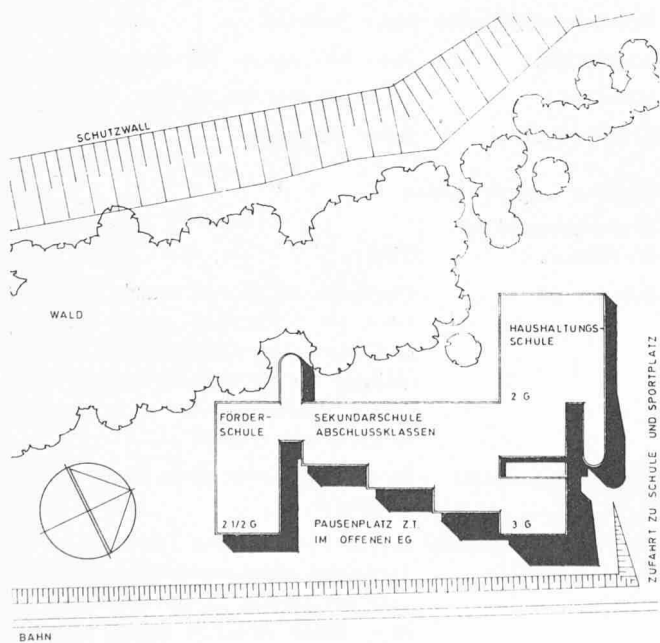 SCHUTZWALL
WALD
HAUSHALTUNGS-
SCHULE
2 G
FÖRDER-
SCHULE
SEKUNDARSCHULE
ABSCHLUSSKLASSEN
2 1/2 G
PAUSENPLATZ Z.T.
IM OFFENEN EG
3 G
ZUFAHRT ZU SCHULE UND SPORTPLATZ
BAHN